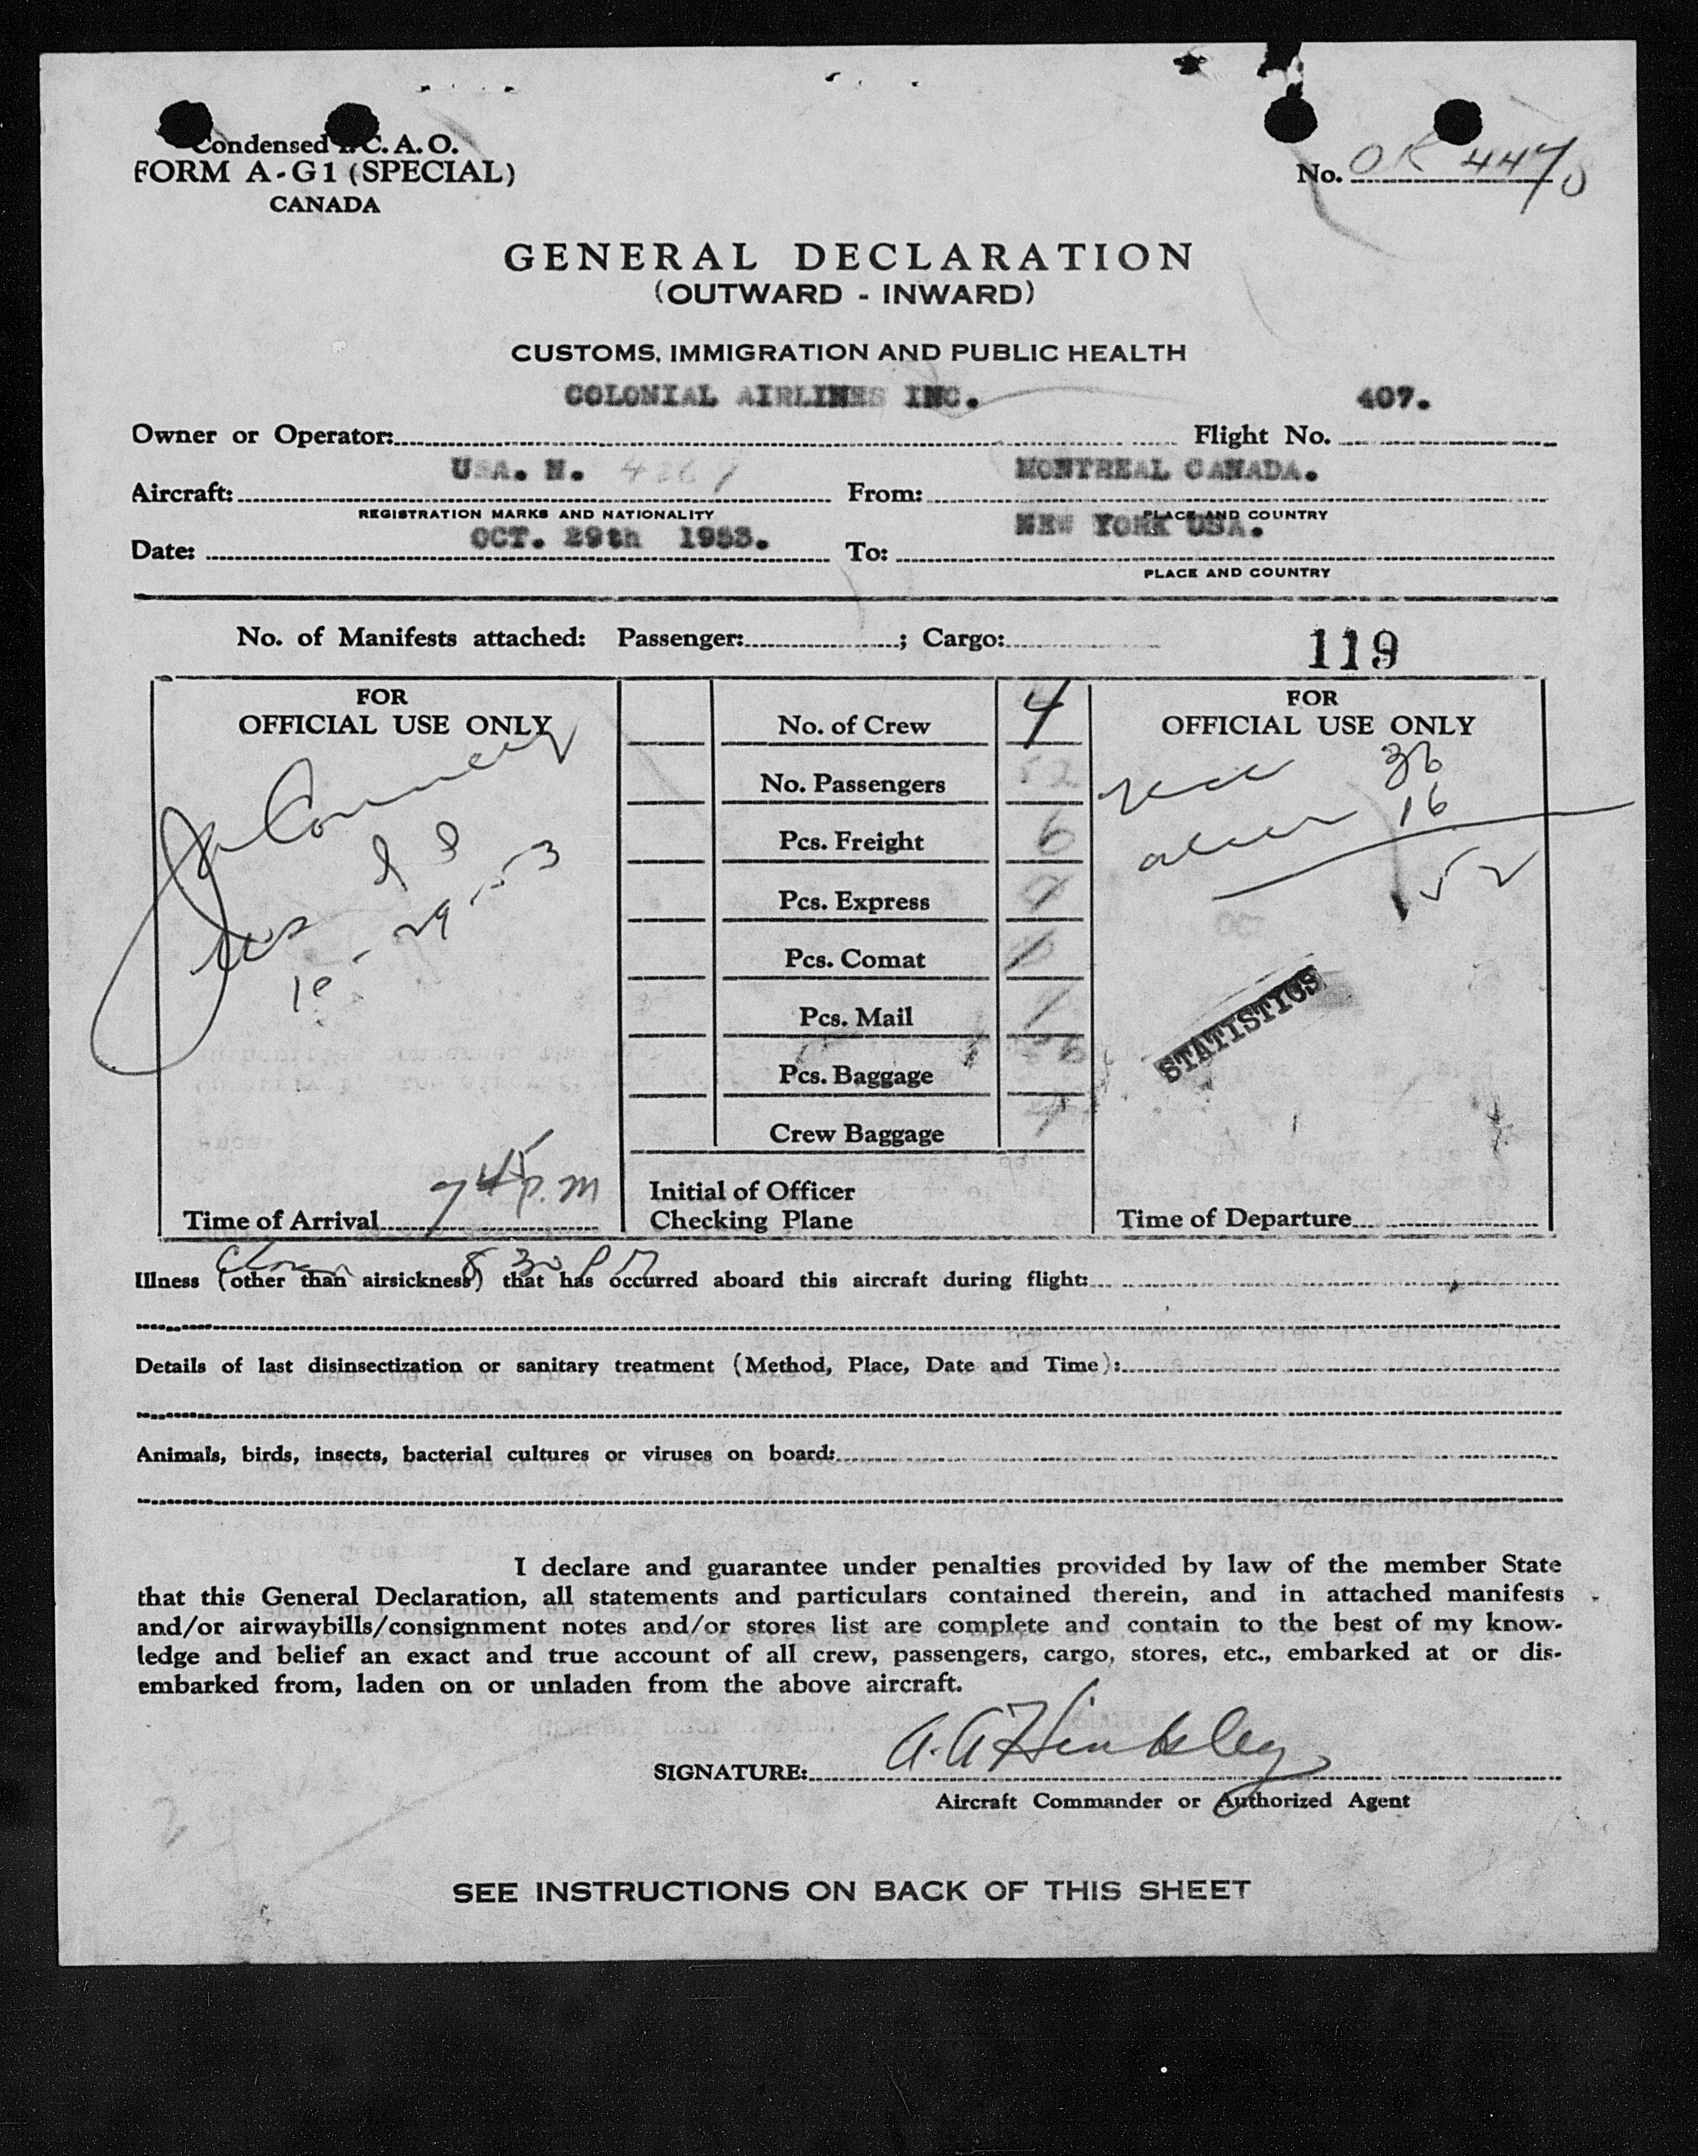 Condensed I.C.A.O.
FORM A-G1 (SPECIAL)
CANADA
No. OR 4470
GENERAL DECLARATION
(OUTWARD - INWARD)
CUSTOMS, IMMIGRATION AND PUBLIC HEALTH
COLONIAL AIRLINES INC. 407.
Owner or Operator: Flight No.
USA. N. MONTREAL CANADA.
Aircraft: From:
REGISTRATION MARKS AND NATIONALITY PLACE AND COUNTRY
OCT. 29th 1953. NEW YORK USA.
Date: To:
PLACE AND COUNTRY
No. of Manifests attached: Passenger: ; Cargo: 119
FOR
OFFICIAL USE ONLY
10-29-53
745 p.m
Time of Arrival
No. of Crew 4
No. Passengers 52
Pcs. Freight 6
Pcs. Express
Pcs. Comat
Pcs. Mail
Pcs. Baggage
Crew Baggage
Initial of Officer
Checking Plane
FOR
OFFICIAL USE ONLY
36
16
52
STATISTICS
Time of Departure
8 30 P M
Illness (other than airsickness) that has occurred aboard this aircraft during flight:
Details of last disinsectization or sanitary treatment (Method, Place, Date and Time):
Animals, birds, insects, bacterial cultures or viruses on board:
I declare and guarantee under penalties provided by law of the member State
that this General Declaration, all statements and particulars contained therein, and in attached manifests
and/or airwaybills/consignment notes and/or stores list are complete and contain to the best of my know-
ledge and belief an exact and true account of all crew, passengers, cargo, stores, etc., embarked at or dis-
embarked from, laden on or unladen from the above aircraft.
SIGNATURE: A. A Hinksley
Aircraft Commander or Authorized Agent
SEE INSTRUCTIONS ON BACK OF THIS SHEET